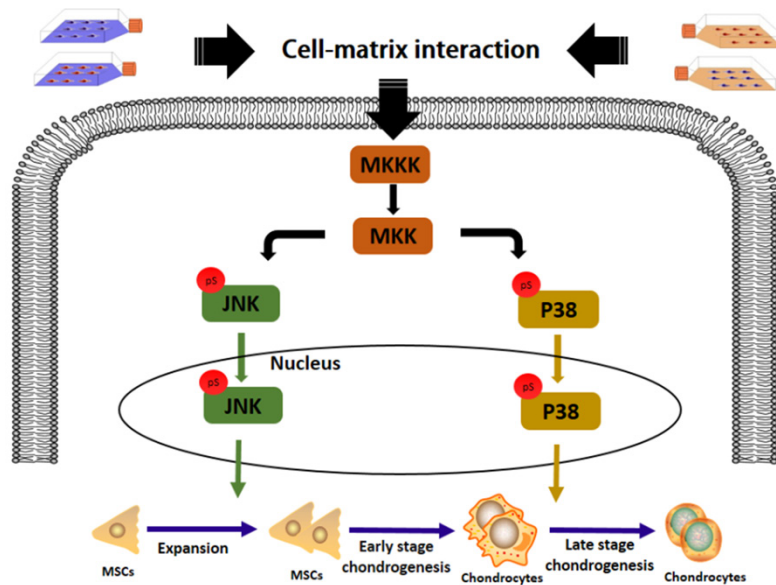 Cell-matrix interaction
MKKK
MKK
pS
JNK
pS
P38
Nucleus
pS
JNK
pS
P38
MSCs
Expansion
MSCs
Early stage
chondrogenesis
Chondrocytes
Late stage
chondrogenesis
Chondrocytes